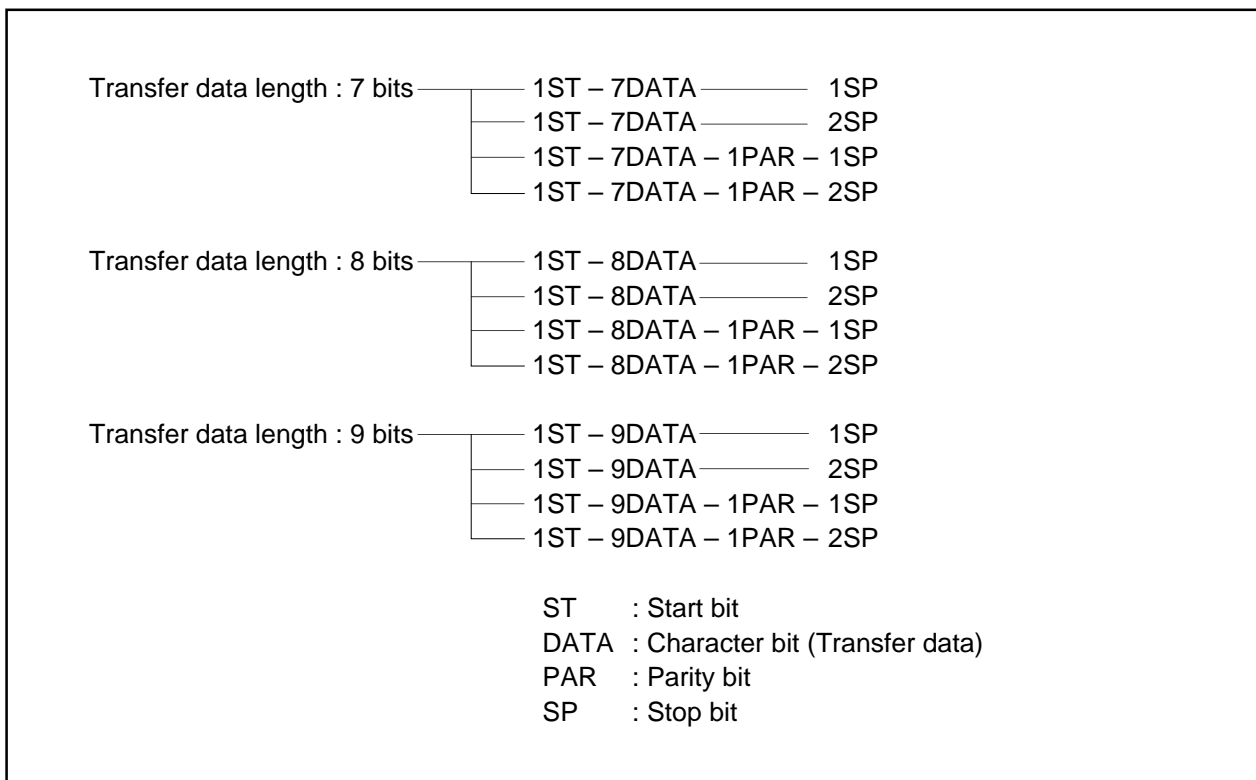 Transfer data length : 7 bits 1ST – 7DATA 1SP
1ST – 7DATA 2SP
1ST – 7DATA – 1PAR – 1SP
1ST – 7DATA – 1PAR – 2SP
Transfer data length : 8 bits 1ST – 8DATA 1SP
1ST – 8DATA 2SP
1ST – 8DATA – 1PAR – 1SP
1ST – 8DATA – 1PAR – 2SP
Transfer data length : 9 bits 1ST – 9DATA 1SP
1ST – 9DATA 2SP
1ST – 9DATA – 1PAR – 1SP
1ST – 9DATA – 1PAR – 2SP
ST : Start bit
DATA : Character bit (Transfer data)
PAR : Parity bit
SP : Stop bit